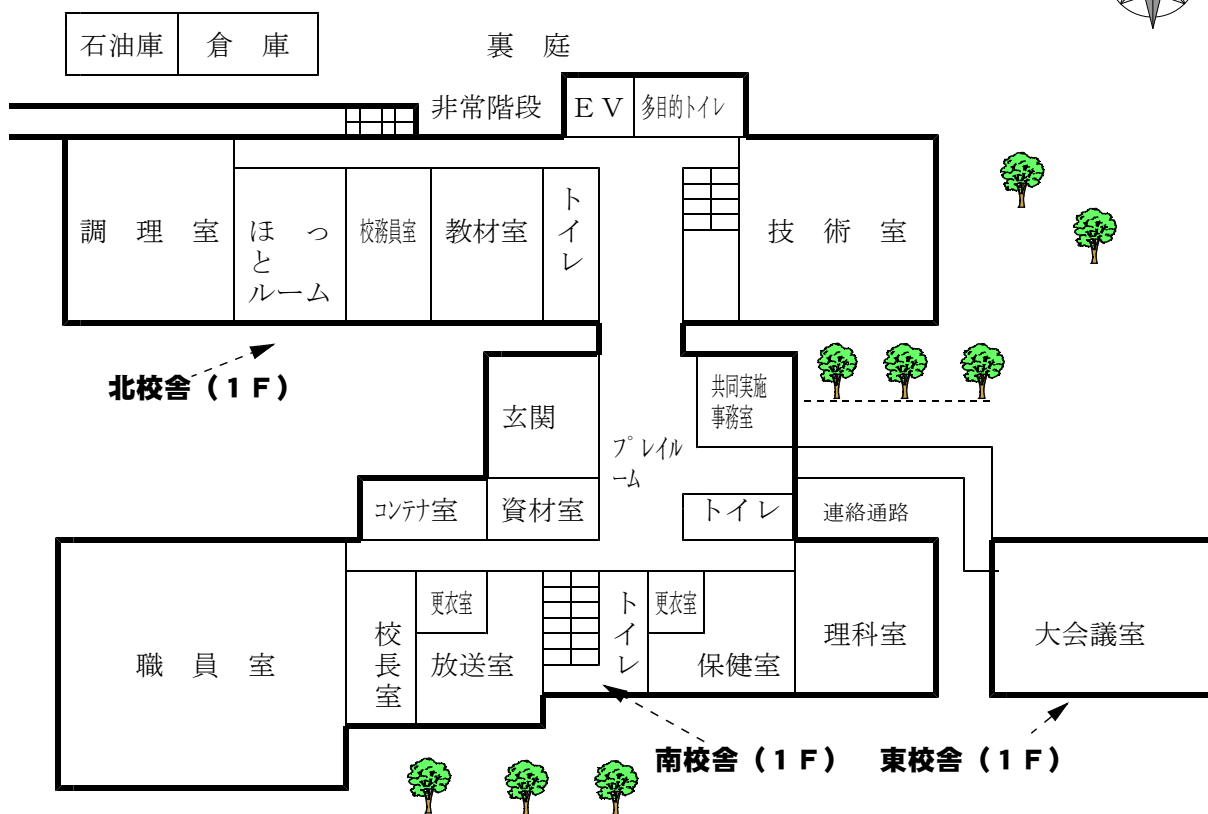 石油庫
倉庫
裏庭
非常階段
EV
多目的トイレ
調理室
ほっ
と
ルーム
校務員室
教材室
トイレ
技術室
北校舎（1F）
玄関
共同実施
事務室
プレイル
ーム
コンテナ室
資材室
トイレ
連絡通路
職員室
校長室
更衣室
放送室
トイレ
更衣室
保健室
理科室
大会議室
南校舎（1F）
東校舎（1F）